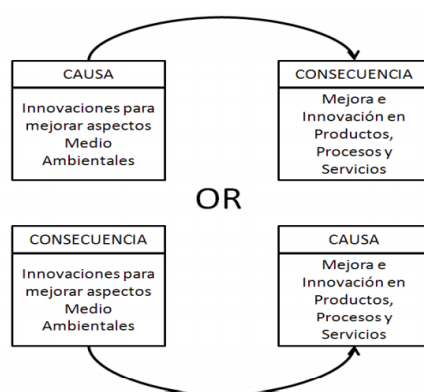 CAUSA
Innovaciones para
mejorar aspectos
Medio
Ambientales
CONSECUENCIA
Mejora e
Innovación en
Productos,
Procesos y
Servicios
OR
CONSECUENCIA
Innovaciones para
mejorar aspectos
Medio
Ambientales
CAUSA
Mejora e
Innovación en
Productos,
Procesos y
Servicios